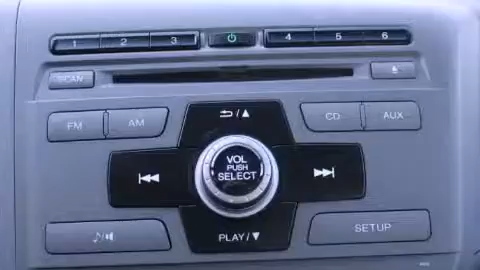 1 2 3 4 5 6
SCAN
FM AM CD AUX
VOL
PUSH
SELECT
PLAY/▼
SETUP